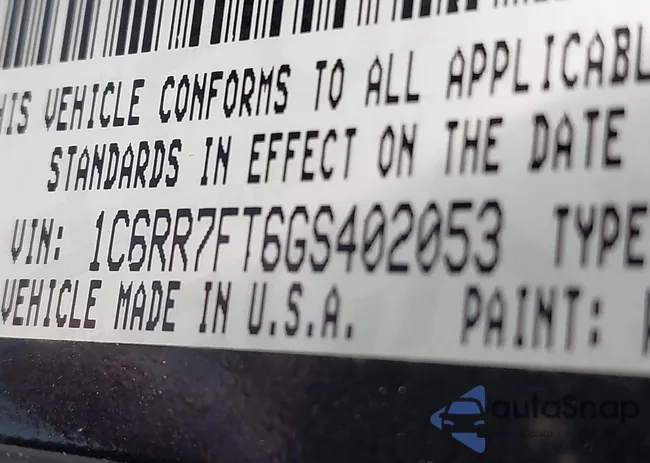 HIS VEHICLE CONFORMS TO ALL APPLICABL
STANDARDS IN EFFECT ON THE DATE
VIN: 1C6RR7FT6GS402053 TYPE
VEHICLE MADE IN U.S.A. PAINT:
autoSnap